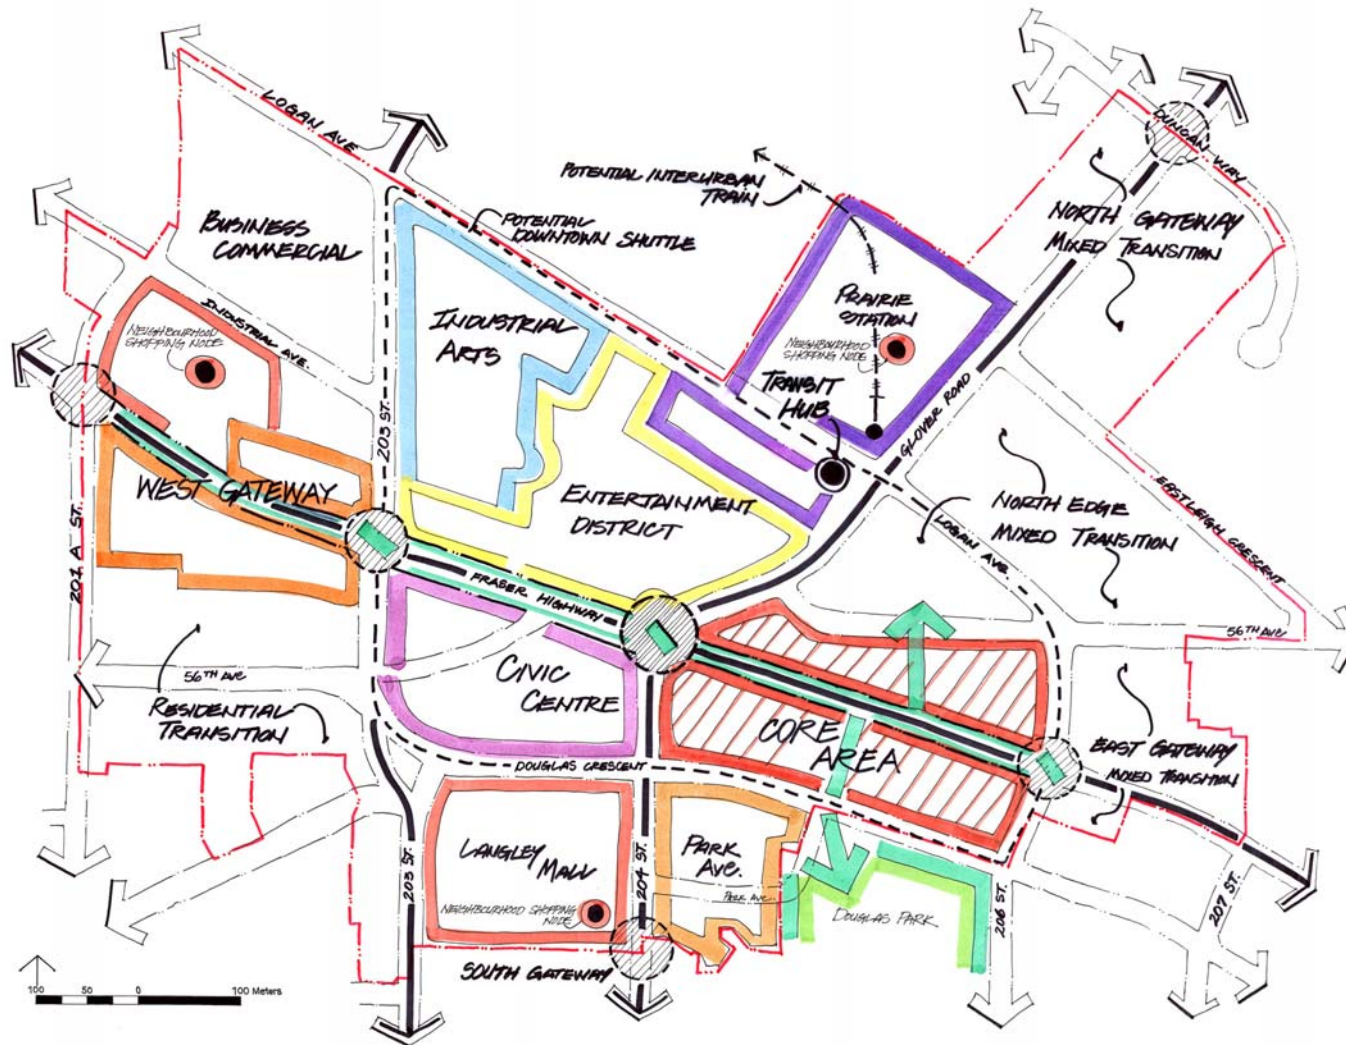 LOGAN AVE
DUNCAN WAY
POTENTIAL INTERURBAN
TRAIN
POTENTIAL
DOWNTOWN SHUTTLE
BUSINESS
COMMERCIAL
NORTH GATEWAY
MIXED TRANSITION
INDUSTRIAL AVE.
NEIGHBOURHOOD
SHOPPING NODE
INDUSTRIAL
ARTS
PRAIRIE
STATION
NEIGHBOURHOOD
SHOPPING NODE
TRANSIT
HUB
GLOVER ROAD
203 ST.
WEST GATEWAY
ENTERTAINMENT
DISTRICT
NORTH EDGE
MIXED TRANSITION
LOGAN AVE.
EASTLEIGH CRESCENT
201 A ST.
FRASER HIGHWAY
56TH AVE
56TH AVE
CIVIC
CENTRE
RESIDENTIAL
TRANSITION
CORE
AREA
EAST GATEWAY
MIXED TRANSITION
DOUGLAS CRESCENT
LANGLEY
MALL
NEIGHBOURHOOD SHOPPING
NODE
PARK
AVE.
PARK AVE.
DOUGLAS PARK
203 ST.
204 ST.
206 ST.
207 ST.
SOUTH GATEWAY
100 50 0 100 Meters